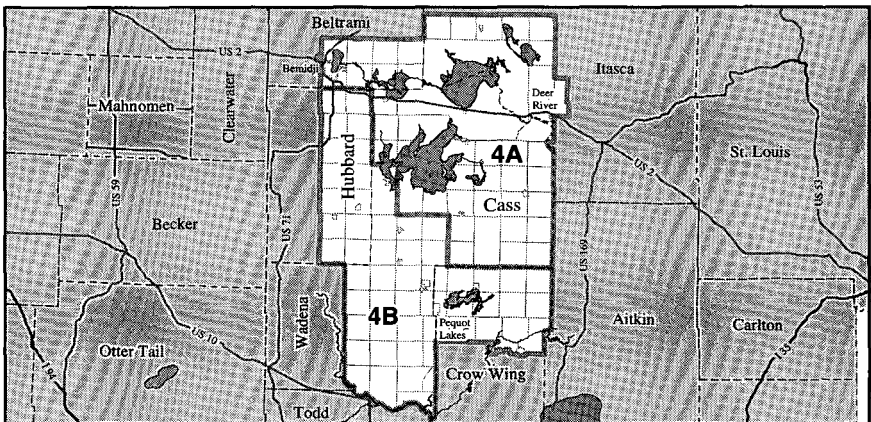 Beltrami
US 2
Bemidji
Itasca
Clearwater
Mahnomen
Deer
River
Hubbard
4A
St. Louis
US 2
US 59
US 53
Cass
Becker
US 71
US 169
4B
Wadena
Pequot
Lakes
Aitkin
Carlton
US 10
I 35
Otter Tail
I 94
Crow Wing
Todd